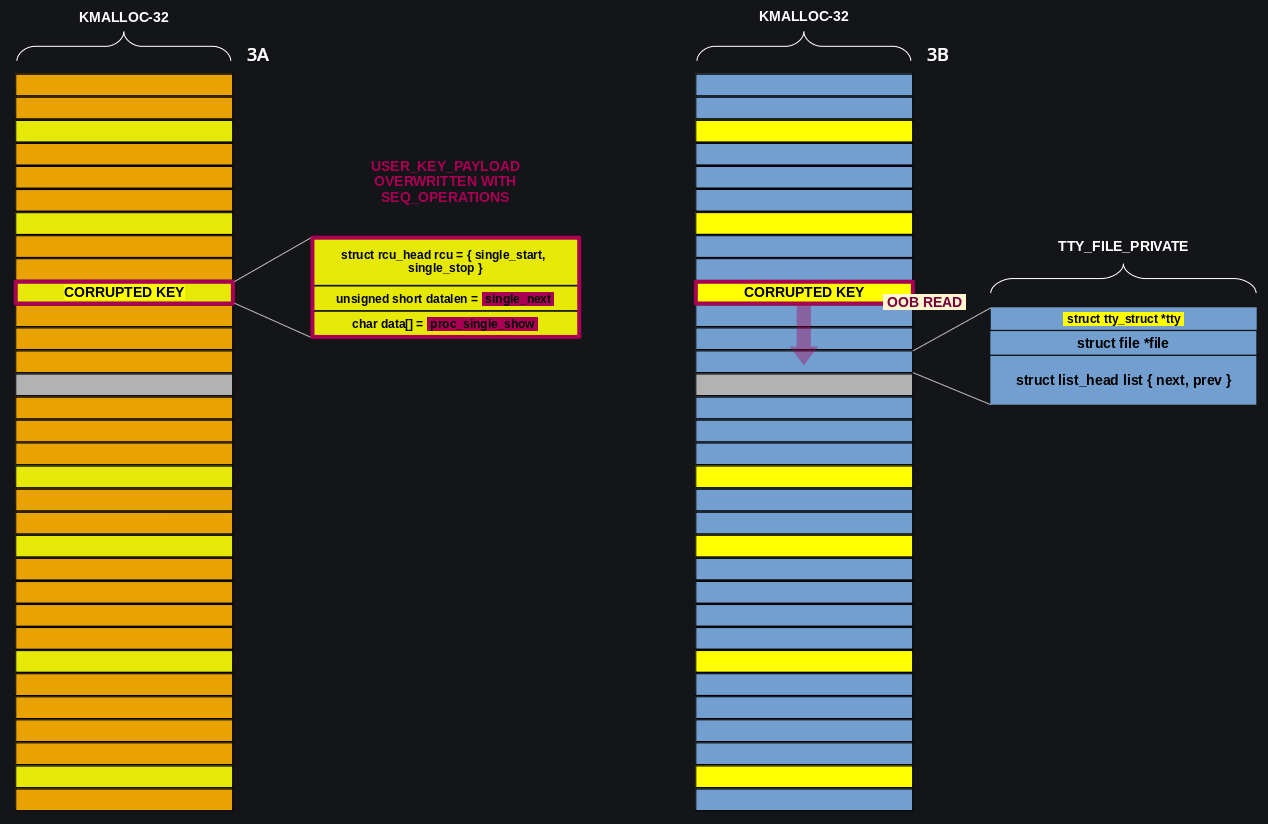 KMALLOC-32
3A
USER_KEY_PAYLOAD
OVERWRITTEN WITH
SEQ_OPERATIONS
struct rcu_head rcu = { single_start,
single_stop }
unsigned short datalen = single_next
char data[] = proc_single_show
CORRUPTED KEY
KMALLOC-32
3B
CORRUPTED KEY
OOB READ
TTY_FILE_PRIVATE
struct tty_struct *tty
struct file *file
struct list_head list { next, prev }